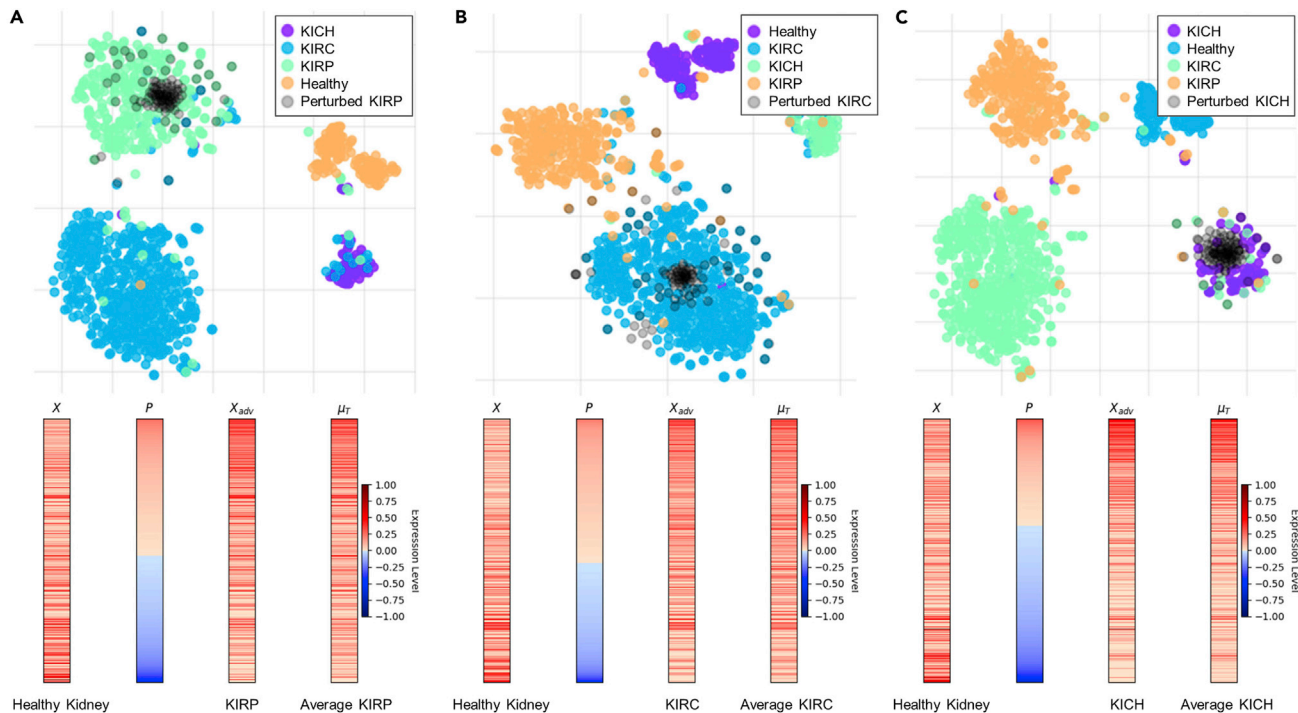 A
KICH
KIRC
KIRP
Healthy
Perturbed KIRP
X
P
X_adv
μ_T
1.00
0.75
0.50
0.25
0.00
−0.25
−0.50
−0.75
−1.00
Expression Level
Healthy Kidney
KIRP
Average KIRP
B
Healthy
KIRC
KICH
KIRP
Perturbed KIRC
X
P
X_adv
μ_T
1.00
0.75
0.50
0.25
0.00
−0.25
−0.50
−0.75
−1.00
Expression Level
Healthy Kidney
KIRC
Average KIRC
C
KICH
Healthy
KIRC
KIRP
Perturbed KICH
X
P
X_adv
μ_T
1.00
0.75
0.50
0.25
0.00
−0.25
−0.50
−0.75
−1.00
Expression Level
Healthy Kidney
KICH
Average KICH